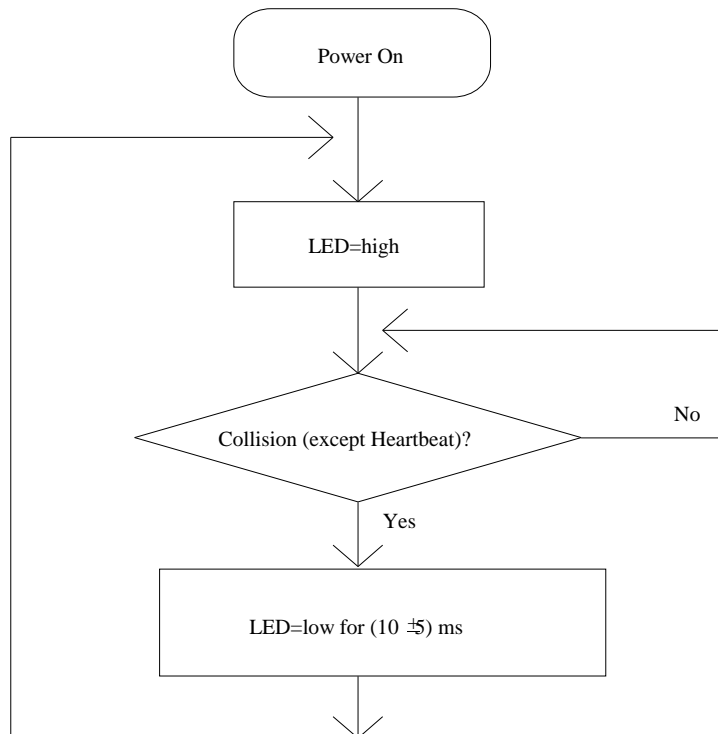 Power On
LED=high
Collision (except Heartbeat)?
No
Yes
LED=low for (10 ±5) ms